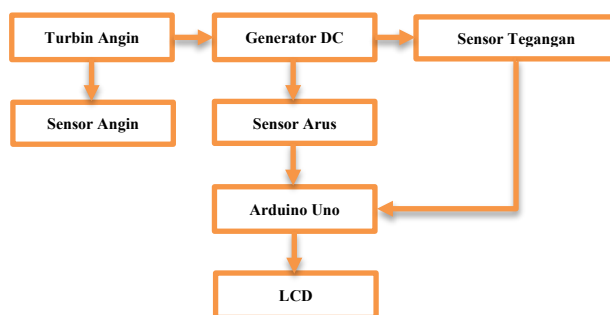 Turbin Angin
Generator DC
Sensor Tegangan
Sensor Angin
Sensor Arus
Arduino Uno
LCD